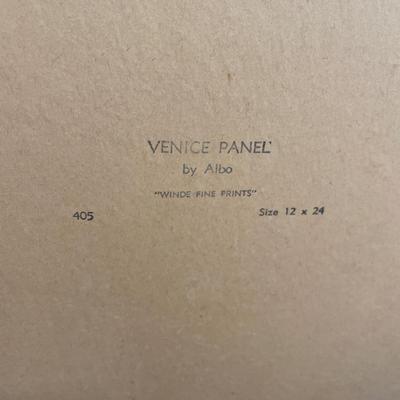 VENICE PANEL
by Albo
"WINDE FINE PRINTS"
405 Size 12 x 24